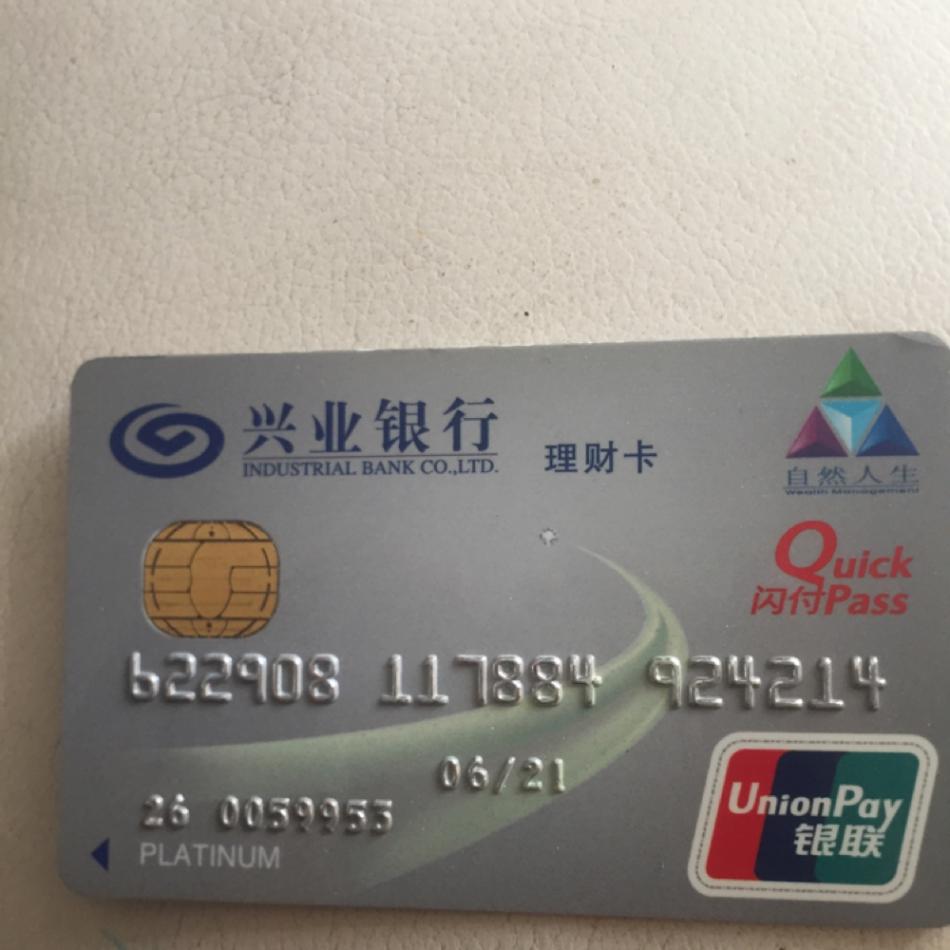 兴业银行
INDUSTRIAL BANK CO.,LTD.
理财卡
自然人生
Wealth Management
Quick
闪付Pass
622908 117884 924214
06/21
26 0059953
PLATINUM
UnionPay
银联